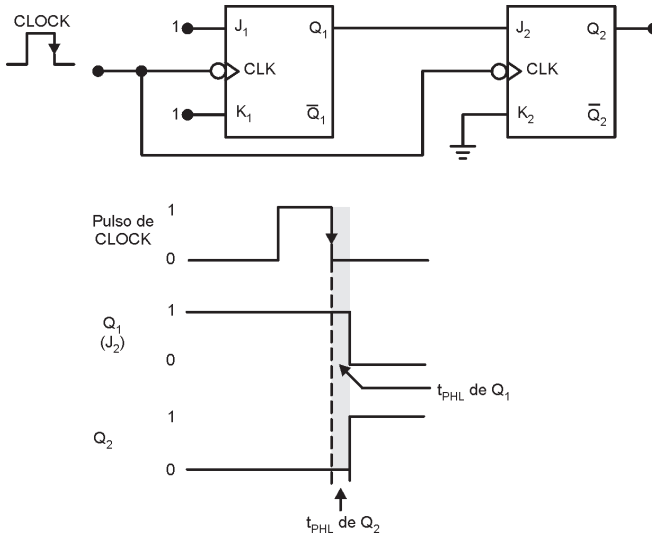 CLOCK
1 J1 Q1 J2 Q2
CLK CLK
1 K1 Q̅1 K2 Q̅2
Pulso de
CLOCK
1
0
Q1
(J2)
1
0
tPHL de Q1
Q2
1
0
tPHL de Q2